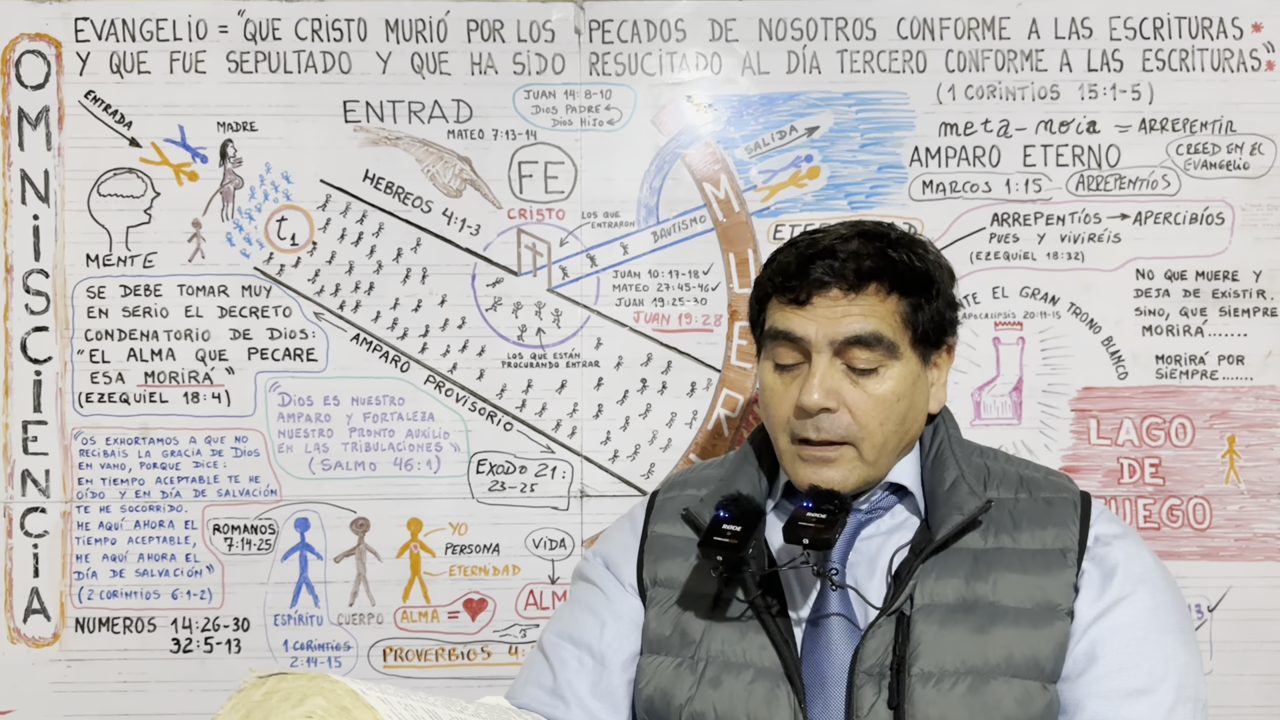 EVANGELIO = "QUE CRISTO MURIÓ POR LOS PECADOS DE NOSOTROS CONFORME A LAS ESCRITURAS*
Y QUE FUE SEPULTADO Y QUE HA SIDO RESUCITADO AL DÍA TERCERO CONFORME A LAS ESCRITURAS"
(1 CORINTIOS 15:1-5)
OMNISCIENCIA
ENTRADA
MADRE
MENTE
t1
ENTRAD
MATEO 7:13-14
JUAN 14:8-10
DIOS PADRE
DIOS HIJO
HEBREOS 4:1-3
FE
CRISTO
LOS QUE
ENTRARON
BAUTISMO
SALIDA
JUAN 10:17-18 ✓
MATEO 27:45-46 ✓
JUAN 19:25-30
JUAN 19:28
LOS QUE ESTÁN
PROCURANDO ENTRAR
AMPARO PROVISORIO
MUER
meta-noia = ARREPENTIR
AMPARO ETERNO
CREED EN EL
EVANGELIO
MARCOS 1:15
ARREPENTÍOS
ARREPENTÍOS → APERCIBÍOS
PUES Y VIVIRÉIS
(EZEQUIEL 18:32)
TE EL GRAN TRONO BLANCO
APOCALIPSIS 20:11-15
NO QUE MUERE Y
DEJA DE EXISTIR.
SINO, QUE SIEMPRE
MORIRA.......
MORIRÁ POR
SIEMPRE.......
LAGO
DE
FUEGO
SE DEBE TOMAR MUY
EN SERIO EL DECRETO
CONDENATORIO DE DIOS:
"EL ALMA QUE PECARE
ESA MORIRÁ"
(EZEQUIEL 18:4)
"DIOS ES NUESTRO
AMPARO Y FORTALEZA
NUESTRO PRONTO AUXILIO
EN LAS TRIBULACIONES"
(SALMO 46:1)
EXODO 21:
23-25
"OS EXHORTAMOS A QUE NO
RECIBAIS LA GRACIA DE DIOS
EN VANO, PORQUE DICE:
EN TIEMPO ACEPTABLE TE HE
OÍDO Y EN DÍA DE SALVACIÓN
TE HE SOCORRIDO.
HE AQUÍ AHORA EL
TIEMPO ACEPTABLE,
HE AQUÍ AHORA EL
DÍA DE SALVACIÓN"
(2 CORINTIOS 6:1-2)
NUMEROS 14:26-30
32:5-13
ROMANOS
7:14-25
ESPÍRITU
CUERPO
1 CORINTIOS
2:14-15
YO
PERSONA
ETERNIDAD
ALMA =
VIDA
ALM
PROVERBIOS 4:
RODE
RODE